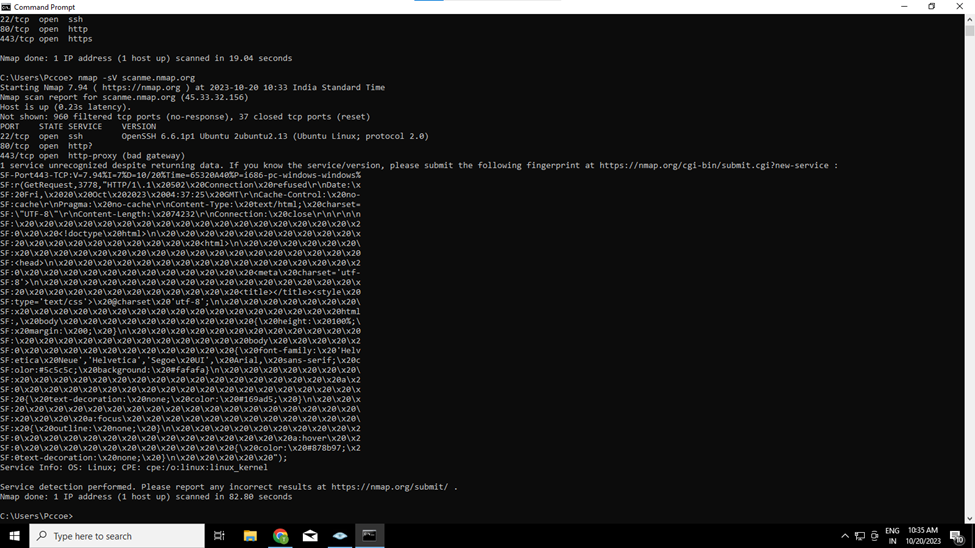 Command Prompt
22/tcp open ssh
80/tcp open http
443/tcp open https
Nmap done: 1 IP address (1 host up) scanned in 19.04 seconds
C:\Users\Pccoe> nmap -sV scanme.nmap.org
Starting Nmap 7.94 ( https://nmap.org ) at 2023-10-20 10:33 India Standard Time
Nmap scan report for scanme.nmap.org (45.33.32.156)
Host is up (0.23s latency).
Not shown: 960 filtered tcp ports (no-response), 37 closed tcp ports (reset)
PORT STATE SERVICE VERSION
22/tcp open ssh OpenSSH 6.6.1p1 Ubuntu 2ubuntu2.13 (Ubuntu Linux; protocol 2.0)
80/tcp open http?
443/tcp open http-proxy (bad gateway)
1 service unrecognized despite returning data. If you know the service/version, please submit the following fingerprint at https://nmap.org/cgi-bin/submit.cgi?new-service :
SF-Port443-TCP:V=7.94%I=7%D=10/20%Time=65320A40%P=i686-pc-windows-windows%
SF:r(GetRequest,3778,"HTTP/1\.1\x20502\x20Connection\x20refused\r\nDate:\x
SF:20Fri,\x2020\x20Oct\x202023\x2004:37:25\x20GMT\r\nCache-Control:\x20no-
SF:cache\r\nPragma:\x20no-cache\r\nContent-Type:\x20text/html;\x20charset=
SF:\"UTF-8\"\r\nContent-Length:\x2074232\r\nConnection:\x20close\r\n\r\n\n
SF:\x20\x20\x20\x20\x20\x20\x20\x20\x20\x20\x20\x20\x20\x20\x20\x20\x20\x2
SF:0\x20\x20<!doctype\x20html>\n\x20\x20\x20\x20\x20\x20\x20\x20\x20\x20\x
SF:20\x20\x20\x20\x20\x20\x20\x20\x20\x20<html>\n\x20\x20\x20\x20\x20\x20\
SF:x20\x20\x20\x20\x20\x20\x20\x20\x20\x20\x20\x20\x20\x20\x20\x20\x20\x20
SF:<head>\n\x20\x20\x20\x20\x20\x20\x20\x20\x20\x20\x20\x20\x20\x20\x20\x2
SF:0\x20\x20\x20\x20\x20\x20\x20\x20\x20\x20\x20\x20<meta\x20charset='utf-
SF:8'>\n\x20\x20\x20\x20\x20\x20\x20\x20\x20\x20\x20\x20\x20\x20\x20\x20\x
SF:20\x20\x20\x20\x20\x20\x20\x20\x20\x20\x20\x20<title></title><style\x20
SF:type='text/css'>\x20@charset\x20'utf-8';\n\x20\x20\x20\x20\x20\x20\x20\
SF:x20\x20\x20\x20\x20\x20\x20\x20\x20\x20\x20\x20\x20\x20\x20\x20\x20html
SF:,\x20body\x20\x20\x20\x20\x20\x20\x20\x20\x20\x20{\x20height:\x20100%;\
SF:x20margin:\x200;\x20}\n\x20\x20\x20\x20\x20\x20\x20\x20\x20\x20\x20\x20
SF:\x20\x20\x20\x20\x20\x20\x20\x20\x20\x20\x20\x20body\x20\x20\x20\x20\x2
SF:0\x20\x20\x20\x20\x20\x20\x20\x20\x20\x20{\x20font-family:\x20'Helv
SF:etica\x20Neue','Helvetica','Segoe\x20UI',\x20Arial,\x20sans-serif;\x20c
SF:olor:#5c5c5c;\x20background:\x20#fafafa}\n\x20\x20\x20\x20\x20\x20\x20\
SF:x20\x20\x20\x20\x20\x20\x20\x20\x20\x20\x20\x20\x20\x20\x20\x20\x20a\x2
SF:0\x20\x20\x20\x20\x20\x20\x20\x20\x20\x20\x20\x20\x20\x20\x20\x20\x20\x
SF:20{\x20text-decoration:\x20none;\x20color:\x20#169ad5;\x20}\n\x20\x20\x
SF:20\x20\x20\x20\x20\x20\x20\x20\x20\x20\x20\x20\x20\x20\x20\x20\x20\x20\
SF:x20\x20\x20\x20a:focus\x20\x20\x20\x20\x20\x20\x20\x20\x20\x20\x20\x20\
SF:x20{\x20outline:\x20none;\x20}\n\x20\x20\x20\x20\x20\x20\x20\x20\x20\x2
SF:0\x20\x20\x20\x20\x20\x20\x20\x20\x20\x20\x20\x20\x20\x20a:hover\x20\x2
SF:0\x20\x20\x20\x20\x20\x20\x20\x20\x20\x20\x20{\x20color:\x20#878b97;\x2
SF:0text-decoration:\x20none;\x20}\n\x20\x20\x20\x20\x20\x20");
Service Info: OS: Linux; CPE: cpe:/o:linux:linux_kernel
Service detection performed. Please report any incorrect results at https://nmap.org/submit/ .
Nmap done: 1 IP address (1 host up) scanned in 82.80 seconds
C:\Users\Pccoe>
Type here to search
ENG
IN
10:35 AM
10/20/2023
10